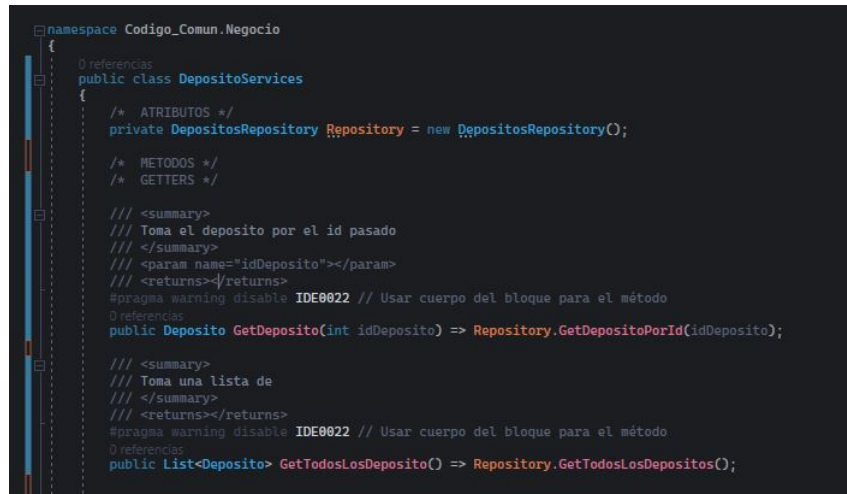 namespace Codigo_Comun.Negocio
{
0 referencias
public class DepositoServices
{
/* ATRIBUTOS */
private DepositosRepository Repository = new DepositosRepository();
/* METODOS */
/* GETTERS */
/// <summary>
/// Toma el deposito por el id pasado
/// </summary>
/// <param name="idDeposito"></param>
/// <returns></returns>
#pragma warning disable IDE0022 // Usar cuerpo del bloque para el método
0 referencias
public Deposito GetDeposito(int idDeposito) => Repository.GetDepositoPorId(idDeposito);
/// <summary>
/// Toma una lista de
/// </summary>
/// <returns></returns>
#pragma warning disable IDE0022 // Usar cuerpo del bloque para el método
0 referencias
public List<Deposito> GetTodosLosDeposito() => Repository.GetTodosLosDepositos();